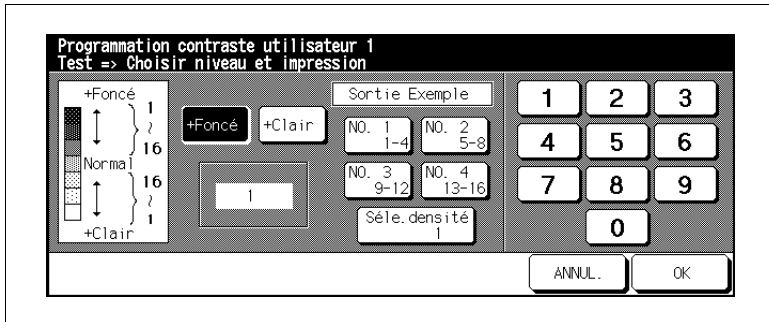 Programmation contraste utilisateur 1
Test => Choisir niveau et impression
+Foncé
1
~
16
Normal
16
~
1
+Clair
+Foncé
+Clair
1
Sortie Exemple
NO. 1
1-4
NO. 2
5-8
NO. 3
9-12
NO. 4
13-16
Séle.densité
1
1 2 3
4 5 6
7 8 9
0
ANNUL. OK